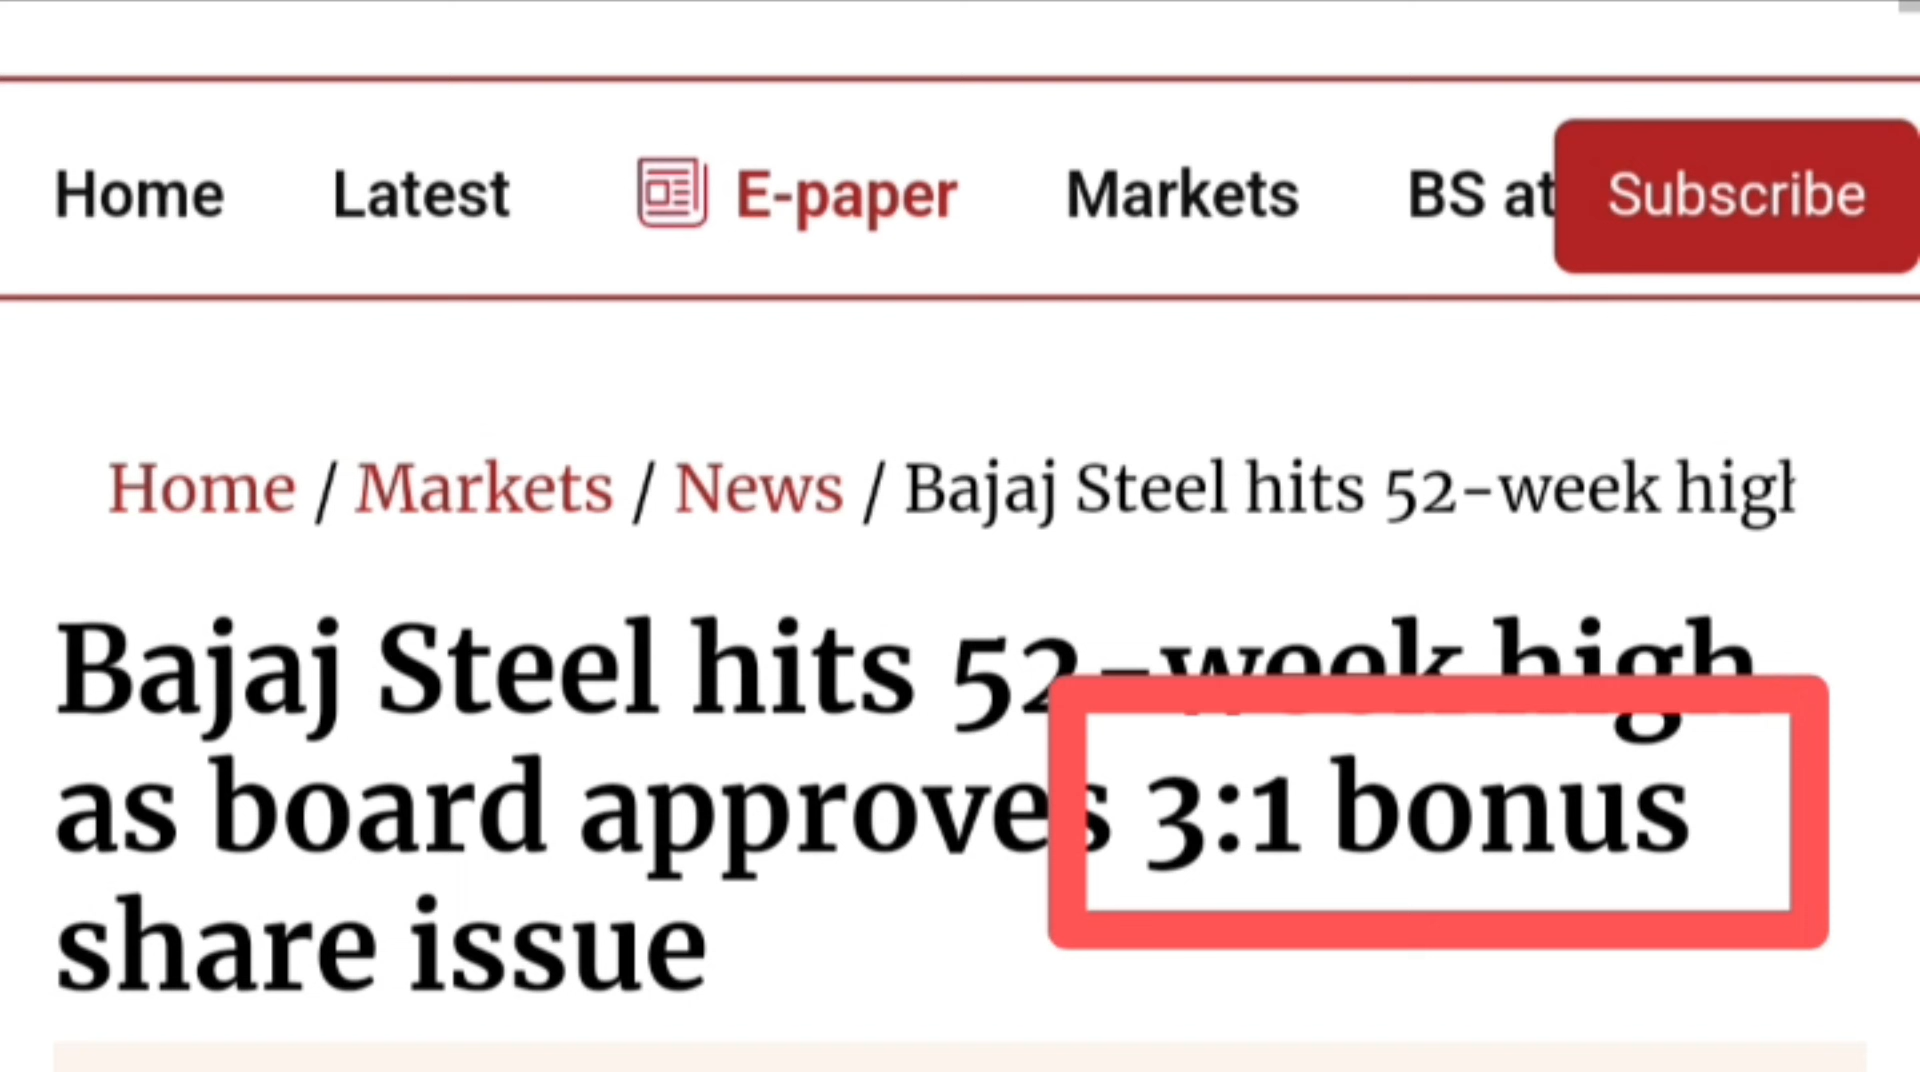 Home Latest E-paper Markets BS at Subscribe
Home / Markets / News / Bajaj Steel hits 52-week high
Bajaj Steel hits 52-week high
as board approves 3:1 bonus
share issue